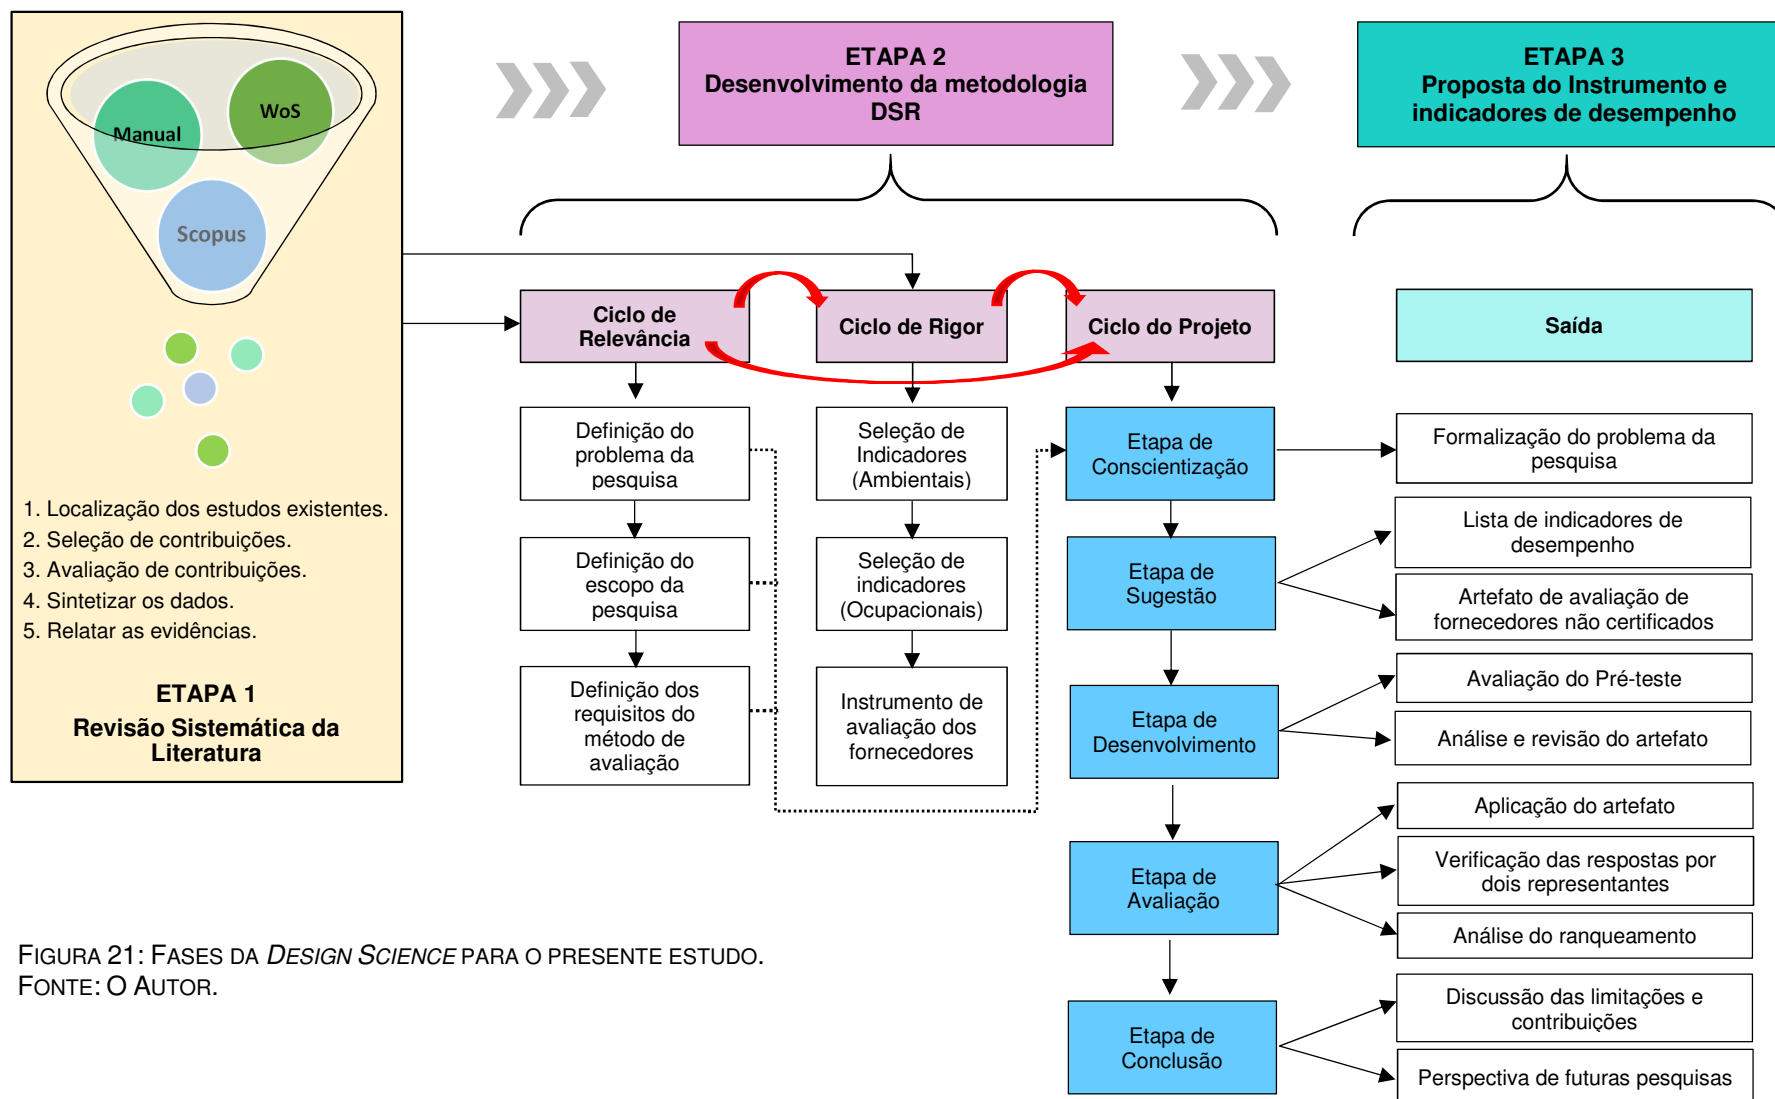 Manual
WoS
Scopus
1. Localização dos estudos existentes.
2. Seleção de contribuições.
3. Avaliação de contribuições.
4. Sintetizar os dados.
5. Relatar as evidências.
ETAPA 1
Revisão Sistemática da
Literatura
ETAPA 2
Desenvolvimento da metodologia
DSR
ETAPA 3
Proposta do Instrumento e
indicadores de desempenho
Ciclo de
Relevância
Ciclo de Rigor
Ciclo do Projeto
Saída
Definição do
problema da
pesquisa
Definição do
escopo da
pesquisa
Definição dos
requisitos do
método de
avaliação
Seleção de
Indicadores
(Ambientais)
Seleção de
indicadores
(Ocupacionais)
Instrumento de
avaliação dos
fornecedores
Etapa de
Conscientização
Etapa de
Sugestão
Etapa de
Desenvolvimento
Etapa de
Avaliação
Etapa de
Conclusão
Formalização do problema da
pesquisa
Lista de indicadores de
desempenho
Artefato de avaliação de
fornecedores não certificados
Avaliação do Pré-teste
Análise e revisão do artefato
Aplicação do artefato
Verificação das respostas por
dois representantes
Análise do ranqueamento
Discussão das limitações e
contribuições
Perspectiva de futuras pesquisas
FIGURA 21: FASES DA DESIGN SCIENCE PARA O PRESENTE ESTUDO.
FONTE: O AUTOR.